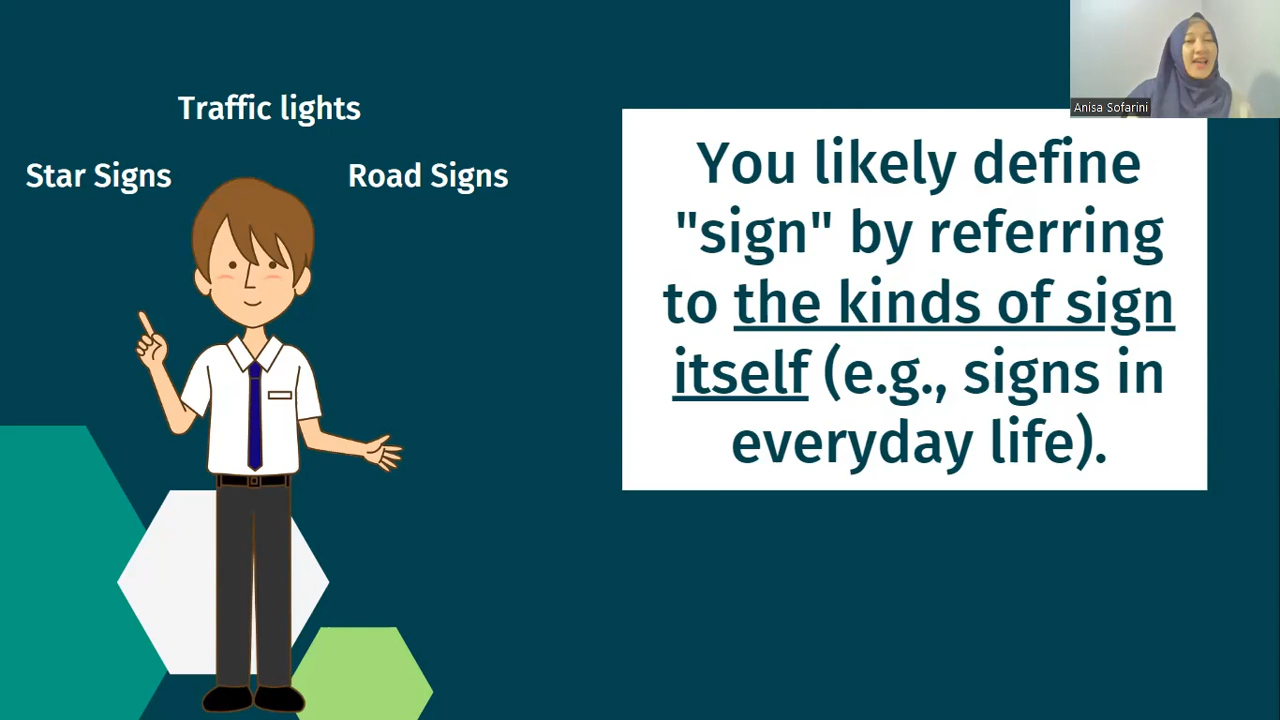 Traffic lights
Star Signs
Road Signs
You likely define
"sign" by referring
to the kinds of sign
itself (e.g., signs in
everyday life).
Anisa Sofarini